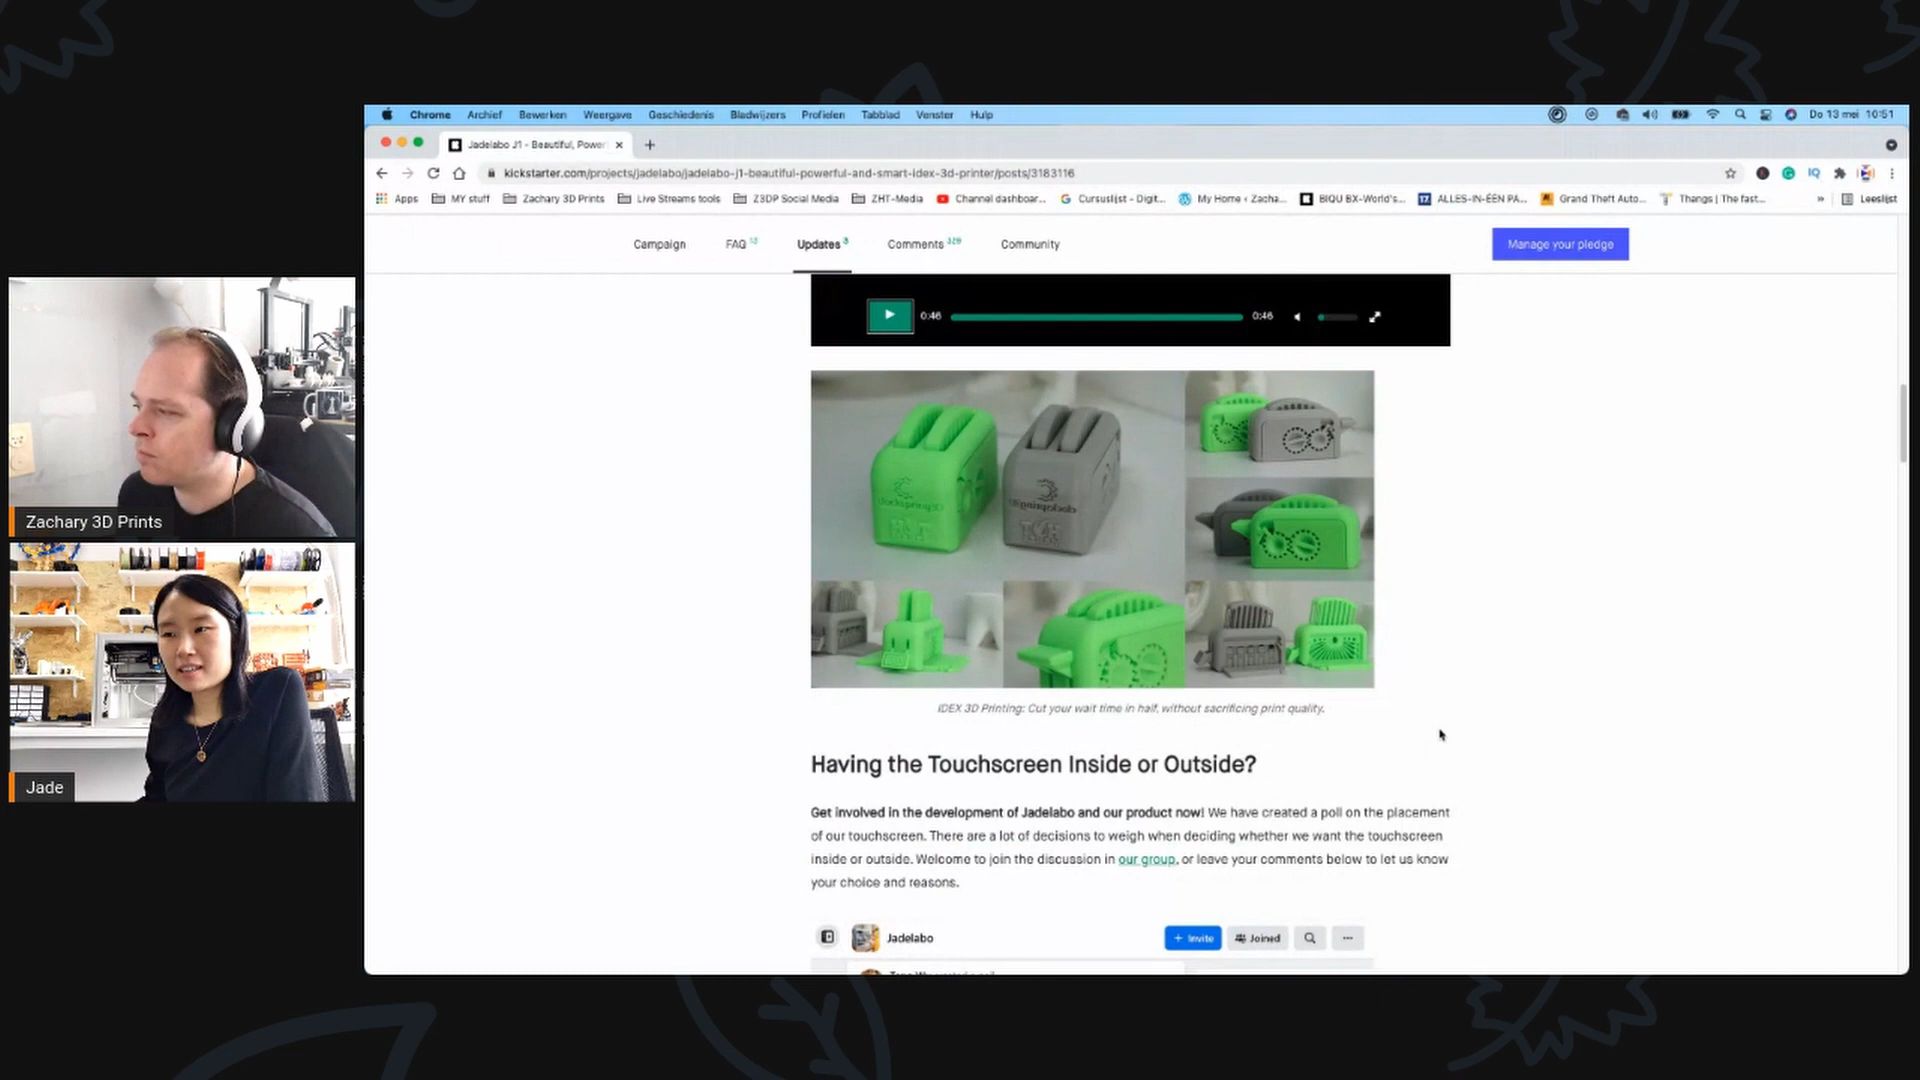 Chrome Archief Bewerken Weergave Geschiedenis Bladwijzers Profielen Tabblad Venster Hulp Do 13 mei 10:51
Jadelabo J1 - Beautiful, Power
kickstarter.com/projects/jadelabo/jadelabo-j1-beautiful-powerful-and-smart-idex-3d-printer/posts/3183116
Apps MY stuff Zachary 3D Prints Live Streams tools Z3DP Social Media ZHT-Media Channel dashboar... Cursuslijst - Digit... My Home ‹ Zacha... BIQU BX-World's... ALLES-IN-ÉÉN PA... Grand Theft Auto... Thangs | The fast... » Leeslijst
Campaign FAQ 13 Updates 3 Comments 328 Community Manage your pledge
0:46 0:46
IDEX 3D Printing: Cut your wait time in half, without sacrificing print quality.
Having the Touchscreen Inside or Outside?
Get involved in the development of Jadelabo and our product now! We have created a poll on the placement
of our touchscreen. There are a lot of decisions to weigh when deciding whether we want the touchscreen
inside or outside. Welcome to join the discussion in our group, or leave your comments below to let us know
your choice and reasons.
Jadelabo + Invite Joined
Zachary 3D Prints
Jade